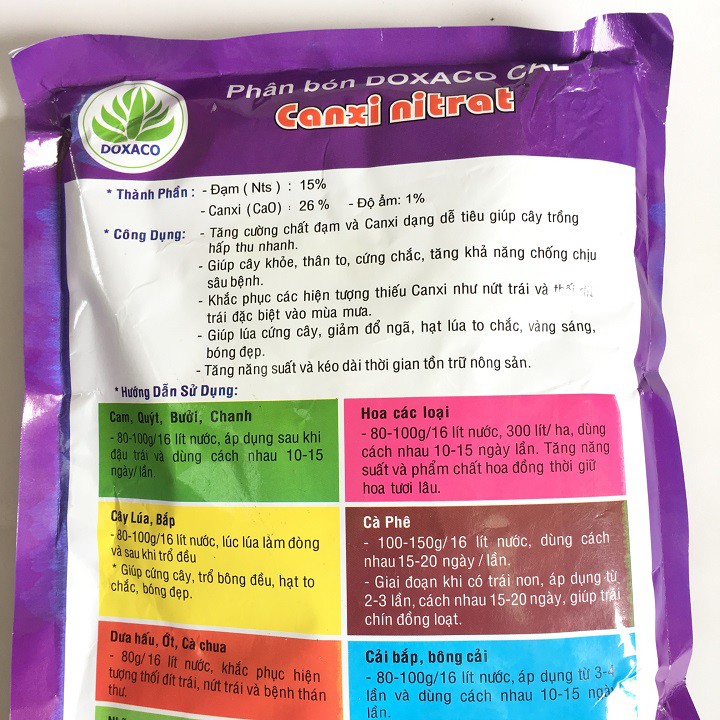 Phân bón DOXACO
Canxi nitrat
DOXACO
* Thành Phần : - Đạm ( Nts ) : 15%
- Canxi (CaO) : 26 % - Độ ẩm: 1%
* Công Dụng: - Tăng cường chất đạm và Canxi dạng dễ tiêu giúp cây trồng
hấp thu nhanh.
- Giúp cây khỏe, thân to, cứng chắc, tăng khả năng chống chịu
sâu bệnh.
- Khắc phục các hiện tượng thiếu Canxi như nứt trái và
trái đặc biệt vào mùa mưa.
- Giúp lúa cứng cây, giảm đổ ngã, hạt lúa to chắc, vàng sáng,
bóng đẹp.
- Tăng năng suất và kéo dài thời gian tồn trữ nông sản.
* Hướng Dẫn Sử Dụng:
Cam, Quýt, Bưởi, Chanh
- 80-100g/16 lít nước, áp dụng sau khi
đậu trái và dùng cách nhau 10-15
ngày/ lần.
Hoa các loại
- 80-100g/16 lít nước, 300 lít/ ha, dùng
cách nhau 10-15 ngày lần. Tăng năng
suất và phẩm chất hoa đồng thời giữ
hoa tươi lâu.
Cây Lúa, Bắp
- 80-100g/16 lít nước, lúc lúa làm đòng
và sau khi trổ đều
* Giúp cứng cây, trổ bông đều, hạt to
chắc, bóng đẹp.
Cà Phê
- 100-150g/16 lít nước, dùng cách
nhau 15-20 ngày / lần.
- Giai đoạn khi có trái non, áp dụng từ
2-3 lần, cách nhau 15-20 ngày, giúp trái
chín đồng loạt.
Dưa hấu, Ớt, Cà chua
- 80g/16 lít nước, khắc phục hiện
tượng thối đít trái, nứt trái và bệnh thán
thư.
Cải bắp, bông cải
- 80-100g/16 lít nước, áp dụng từ 3-4
lần và dùng cách nhau 10-15 ngày
lần.